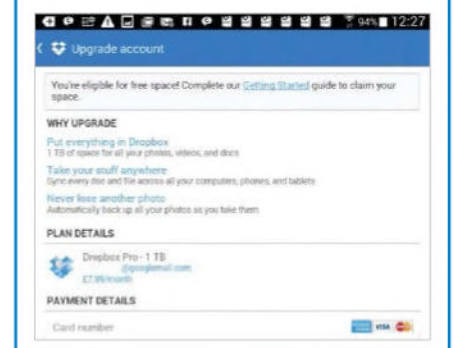 94% 12:27
Upgrade account
You're eligible for free space! Complete our Getting Started guide to claim your
space.
WHY UPGRADE
Put everything in Dropbox
1 TB of space for all your photos, videos, and docs
Take your stuff anywhere
Sync every doc and file across all your computers, phones, and tablets
Never lose another photo
Automatically back up all your photos as you take them
PLAN DETAILS
Dropbox Pro - 1 TB
@googlemail.com
£7.99/month
PAYMENT DETAILS
Card number VISA